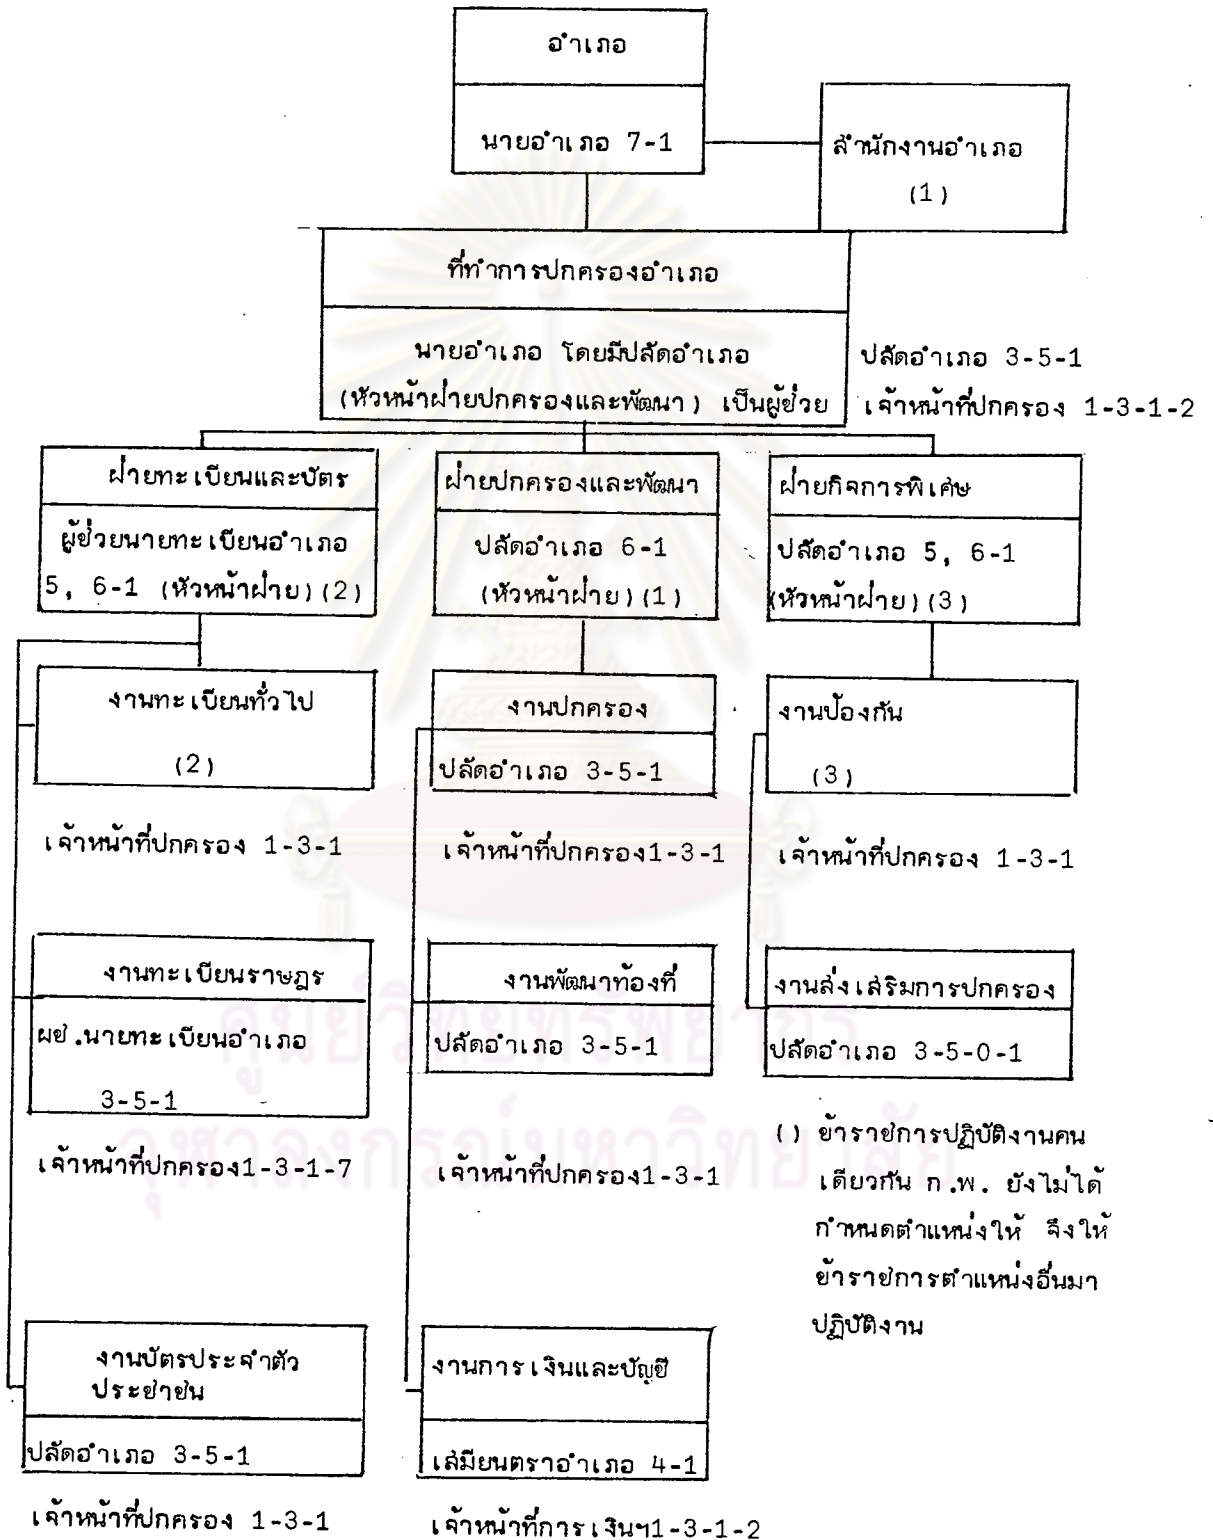 อำเภอ
นายอำเภอ 7-1
สำนักงานอำเภอ
(1)
ที่ทำการปกครองอำเภอ
นายอำเภอ โดยมีปลัดอำเภอ
(หัวหน้าฝ่ายปกครองและพัฒนา) เป็นผู้ช่วย
ปลัดอำเภอ 3-5-1
เจ้าหน้าที่ปกครอง 1-3-1-2
ฝ่ายทะเบียนและบัตร
ผู้ช่วยนายทะเบียนอำเภอ
5, 6-1 (หัวหน้าฝ่าย)(2)
ฝ่ายปกครองและพัฒนา
ปลัดอำเภอ 6-1
(หัวหน้าฝ่าย)(1)
ฝ่ายกิจการพิเศษ
ปลัดอำเภอ 5, 6-1
(หัวหน้าฝ่าย)(3)
งานทะเบียนทั่วไป
(2)
เจ้าหน้าที่ปกครอง 1-3-1
งานปกครอง
ปลัดอำเภอ 3-5-1
เจ้าหน้าที่ปกครอง1-3-1
งานป้องกัน
(3)
เจ้าหน้าที่ปกครอง 1-3-1
งานทะเบียนราษฎร
ผช.นายทะเบียนอำเภอ
3-5-1
เจ้าหน้าที่ปกครอง1-3-1-7
งานพัฒนาท้องที่
ปลัดอำเภอ 3-5-1
เจ้าหน้าที่ปกครอง1-3-1
งานส่งเสริมการปกครอง
ปลัดอำเภอ 3-5-0-1
() ข้าราชการปฏิบัติงานคน
เดียวกัน ก.พ. ยังไม่ได้
กำหนดตำแหน่งให้ จึงให้
ข้าราชการตำแหน่งอื่นมา
ปฏิบัติงาน
งานบัตรประจำตัว
ประชาชน
ปลัดอำเภอ 3-5-1
เจ้าหน้าที่ปกครอง 1-3-1
งานการเงินและบัญชี
เสมียนตราอำเภอ 4-1
เจ้าหน้าที่การเงินฯ1-3-1-2
ศูนย์วิทยทรัพยากร
จุฬาลงกรณ์มหาวิทยาลัย